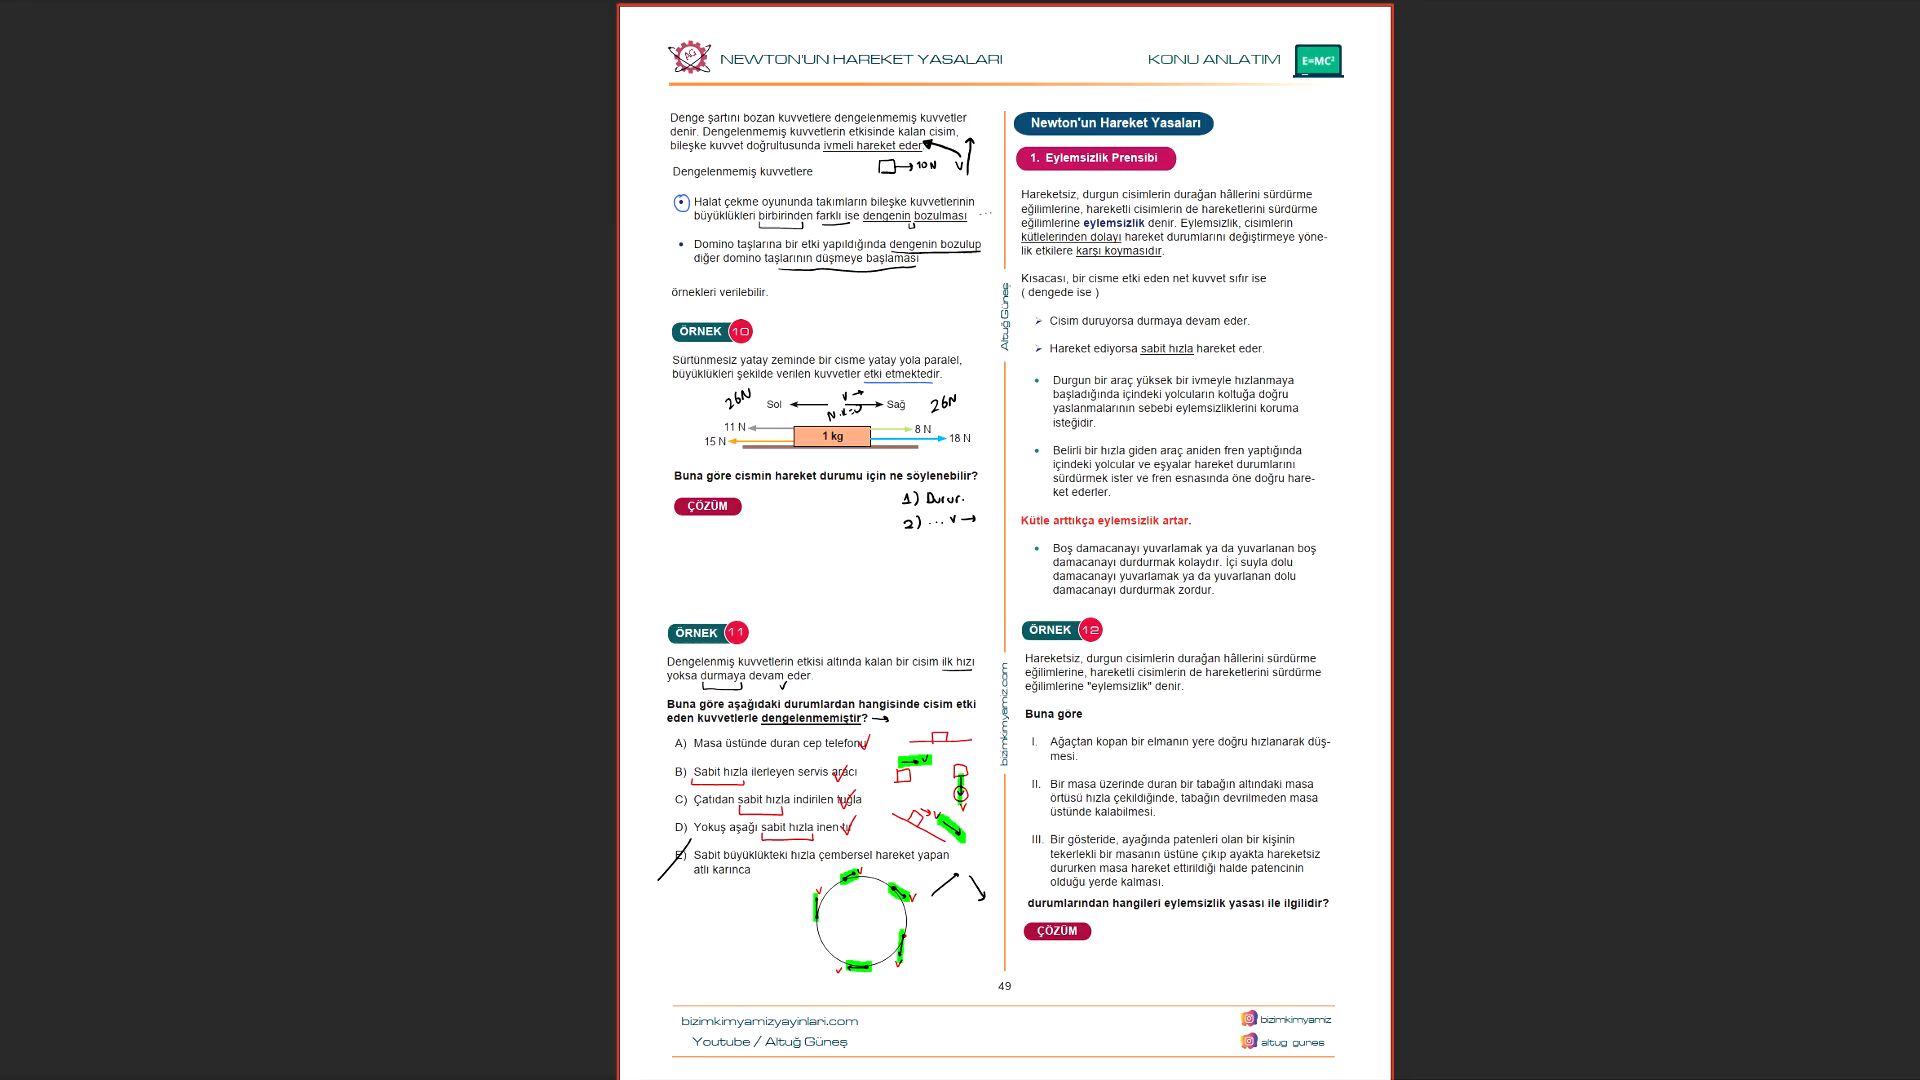 AG
NEWTON'UN HAREKET YASALARI
KONU ANLATIM
E=MC²
Denge şartını bozan kuvvetlere dengelenmemiş kuvvetler
denir. Dengelenmemiş kuvvetlerin etkisinde kalan cisim,
bileşke kuvvet doğrultusunda ivmeli hareket eder
10 N
V
Dengelenmemiş kuvvetlere
• Halat çekme oyununda takımların bileşke kuvvetlerinin
büyüklükleri birbirinden farklı ise dengenin bozulması ...
• Domino taşlarına bir etki yapıldığında dengenin bozulup
diğer domino taşlarının düşmeye başlaması
örnekleri verilebilir.
ÖRNEK 10
Sürtünmesiz yatay zeminde bir cisme yatay yola paralel,
büyüklükleri şekilde verilen kuvvetler etki etmektedir.
26N
Sol
V
Sağ
26N
11 N
8 N
1 kg
15 N
18 N
Buna göre cismin hareket durumu için ne söylenebilir?
ÇÖZÜM
1) Durur.
2) ... V →
ÖRNEK 11
Dengelenmiş kuvvetlerin etkisi altında kalan bir cisim ilk hızı
yoksa durmaya devam eder.
Buna göre aşağıdaki durumlardan hangisinde cisim etki
eden kuvvetlerle dengelenmemiştir?
A) Masa üstünde duran cep telefonu
B) Sabit hızla ilerleyen servis aracı
C) Çatıdan sabit hızla indirilen tuğla
D) Yokuş aşağı sabit hızla inen
E) Sabit büyüklükteki hızla çembersel hareket yapan
atlı karınca
V
V
V
V
V
V
V
V
Altuğ Güneş
bizimkimyamiz.com
Newton'un Hareket Yasaları
1. Eylemsizlik Prensibi
Hareketsiz, durgun cisimlerin durağan hâllerini sürdürme
eğilimlerine, hareketli cisimlerin de hareketlerini sürdürme
eğilimlerine eylemsizlik denir. Eylemsizlik, cisimlerin
kütlelerinden dolayı hareket durumlarını değiştirmeye yöne-
lik etkilere karşı koymasıdır.
Kısacası, bir cisme etki eden net kuvvet sıfır ise
( dengede ise )
➢ Cisim duruyorsa durmaya devam eder.
➢ Hareket ediyorsa sabit hızla hareket eder.
• Durgun bir araç yüksek bir ivmeyle hızlanmaya
başladığında içindeki yolcuların koltuğa doğru
yaslanmalarının sebebi eylemsizliklerini koruma
isteğidir.
• Belirli bir hızla giden araç aniden fren yaptığında
içindeki yolcular ve eşyalar hareket durumlarını
sürdürmek ister ve fren esnasında öne doğru hare-
ket ederler.
Kütle arttıkça eylemsizlik artar.
• Boş damacanayı yuvarlamak ya da yuvarlanan boş
damacanayı durdurmak kolaydır. İçi suyla dolu
damacanayı yuvarlamak ya da yuvarlanan dolu
damacanayı durdurmak zordur.
ÖRNEK 12
Hareketsiz, durgun cisimlerin durağan hâllerini sürdürme
eğilimlerine, hareketli cisimlerin de hareketlerini sürdürme
eğilimlerine "eylemsizlik" denir.
Buna göre
I. Ağaçtan kopan bir elmanın yere doğru hızlanarak düş-
mesi.
II. Bir masa üzerinde duran bir tabağın altındaki masa
örtüsü hızla çekildiğinde, tabağın devrilmeden masa
üstünde kalabilmesi.
III. Bir gösteride, ayağında patenleri olan bir kişinin
tekerlekli bir masanın üstüne çıkıp ayakta hareketsiz
dururken masa hareket ettirildiği halde patencinin
olduğu yerde kalması.
durumlarından hangileri eylemsizlik yasası ile ilgilidir?
ÇÖZÜM
49
bizimkimyamizyayinlari.com
Youtube / Altuğ Güneş
bizimkimyamiz
altug gunes